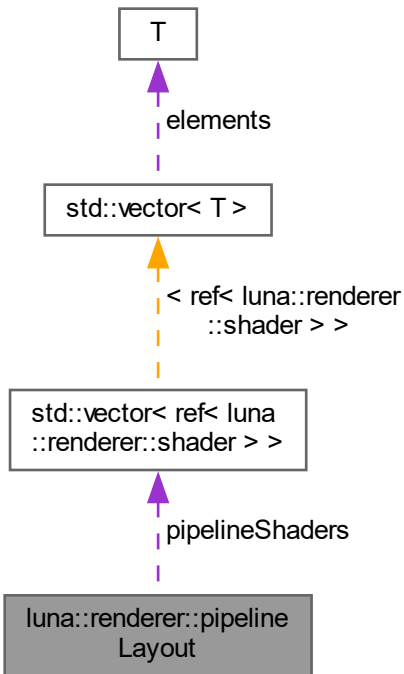 T
elements
std::vector< T >
< ref< luna::renderer
::shader > >
std::vector< ref< luna
::renderer::shader > >
pipelineShaders
luna::renderer::pipeline
Layout